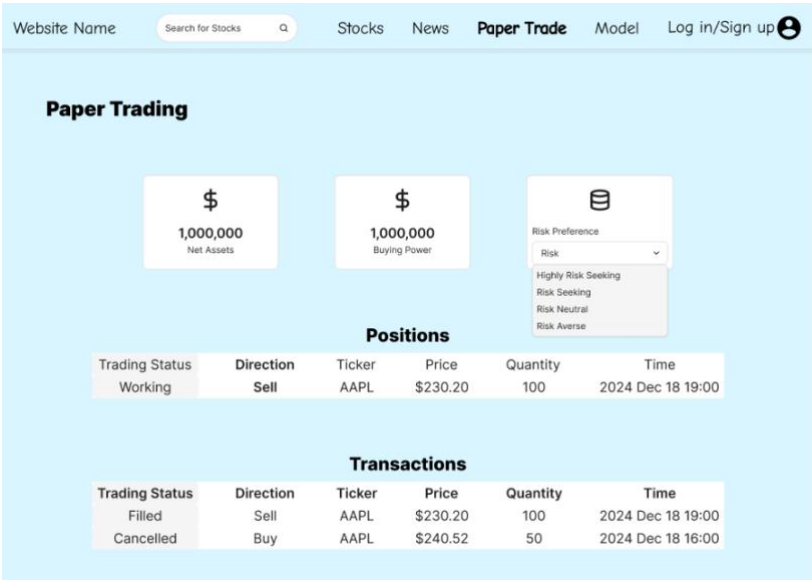 Website Name Search for Stocks Stocks News Paper Trade Model Log in/Sign up
Paper Trading
1,000,000
Net Assets
1,000,000
Buying Power
Risk Preference
Risk
Highly Risk Seeking
Risk Seeking
Risk Neutral
Risk Averse
Positions
Trading Status Direction Ticker Price Quantity Time
Working Sell AAPL $230.20 100 2024 Dec 18 19:00
Transactions
Trading Status Direction Ticker Price Quantity Time
Filled Sell AAPL $230.20 100 2024 Dec 18 19:00
Cancelled Buy AAPL $240.52 50 2024 Dec 18 16:00